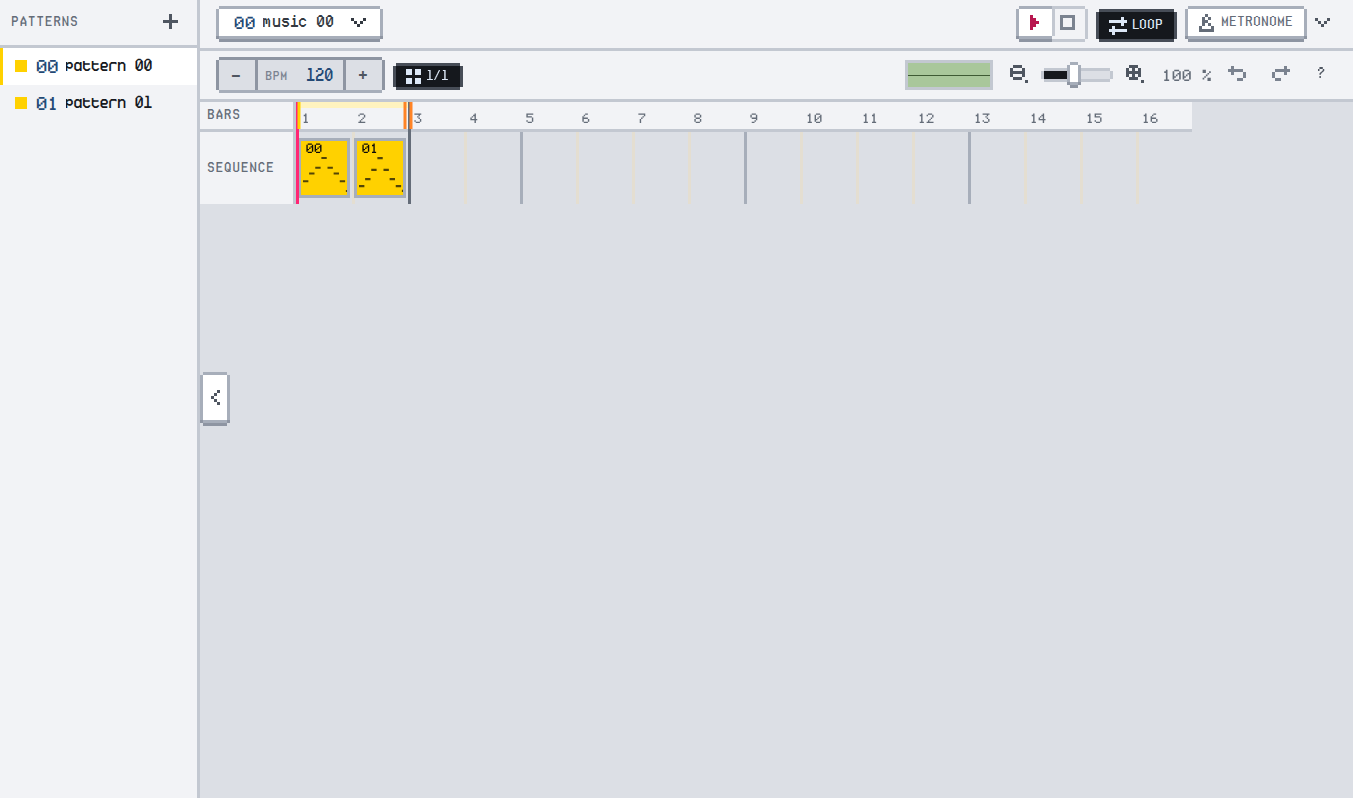 PATTERNS
00 pattern 00
01 pattern 01
00 music 00
LOOP
METRONOME
− BPM 120 +
1/1
100 %
?
BARS
1 2 3 4 5 6 7 8 9 10 11 12 13 14 15 16
SEQUENCE
00 01